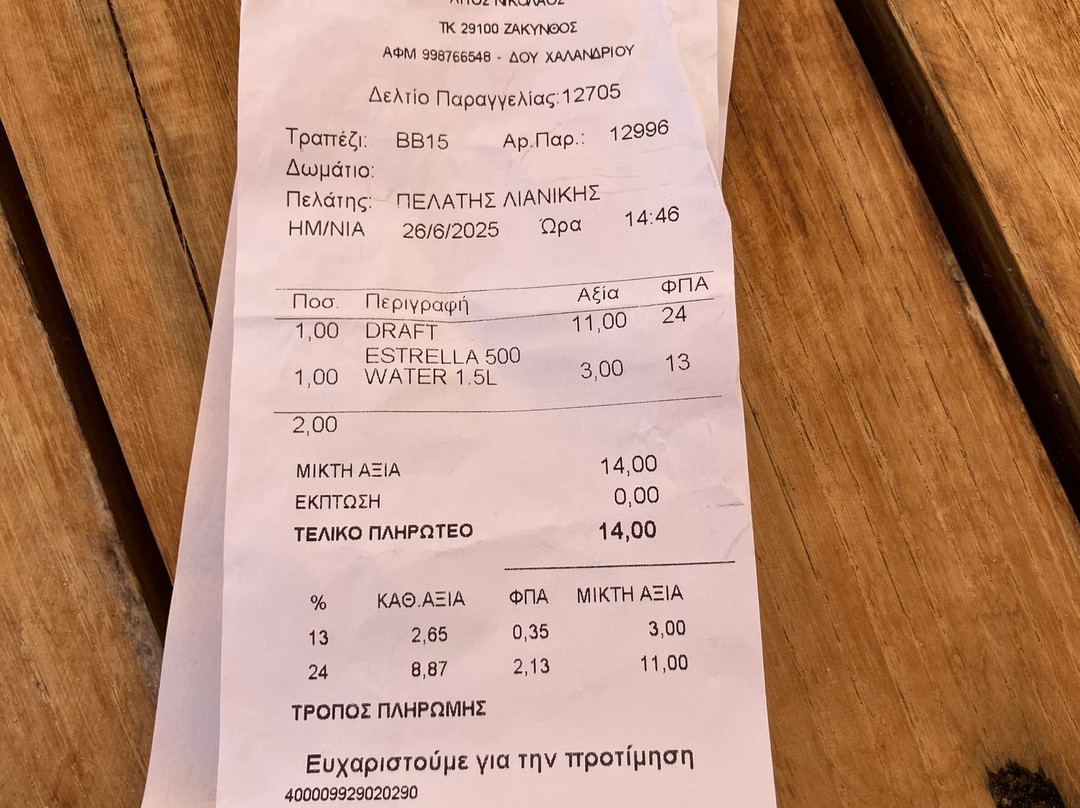 ΑΓΙΟΣ ΝΙΚΟΛΑΟΣ
ΤΚ 29100 ΖΑΚΥΝΘΟΣ
ΑΦΜ 998766548 - ΔΟΥ ΧΑΛΑΝΔΡΙΟΥ
Δελτίο Παραγγελίας:12705
Τραπέζι: BB15 Αρ.Παρ.: 12996
Δωμάτιο:
Πελάτης: ΠΕΛΑΤΗΣ ΛΙΑΝΙΚΗΣ
ΗΜ/ΝΙΑ 26/6/2025 Ώρα 14:46
Ποσ. Περιγραφή Αξία ΦΠΑ
1,00 DRAFT 11,00 24
ESTRELLA 500
1,00 WATER 1.5L 3,00 13
2,00
ΜΙΚΤΗ ΑΞΙΑ 14,00
ΕΚΠΤΩΣΗ 0,00
ΤΕΛΙΚΟ ΠΛΗΡΩΤΕΟ 14,00
% ΚΑΘ.ΑΞΙΑ ΦΠΑ ΜΙΚΤΗ ΑΞΙΑ
13 2,65 0,35 3,00
24 8,87 2,13 11,00
ΤΡΟΠΟΣ ΠΛΗΡΩΜΗΣ
Ευχαριστούμε για την προτίμηση
400009929020290